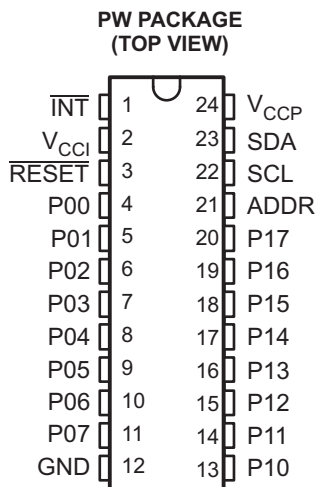 PW PACKAGE
(TOP VIEW)
INT 1 24 VCCP
VCCI 2 23 SDA
RESET 3 22 SCL
P00 4 21 ADDR
P01 5 20 P17
P02 6 19 P16
P03 7 18 P15
P04 8 17 P14
P05 9 16 P13
P06 10 15 P12
P07 11 14 P11
GND 12 13 P10